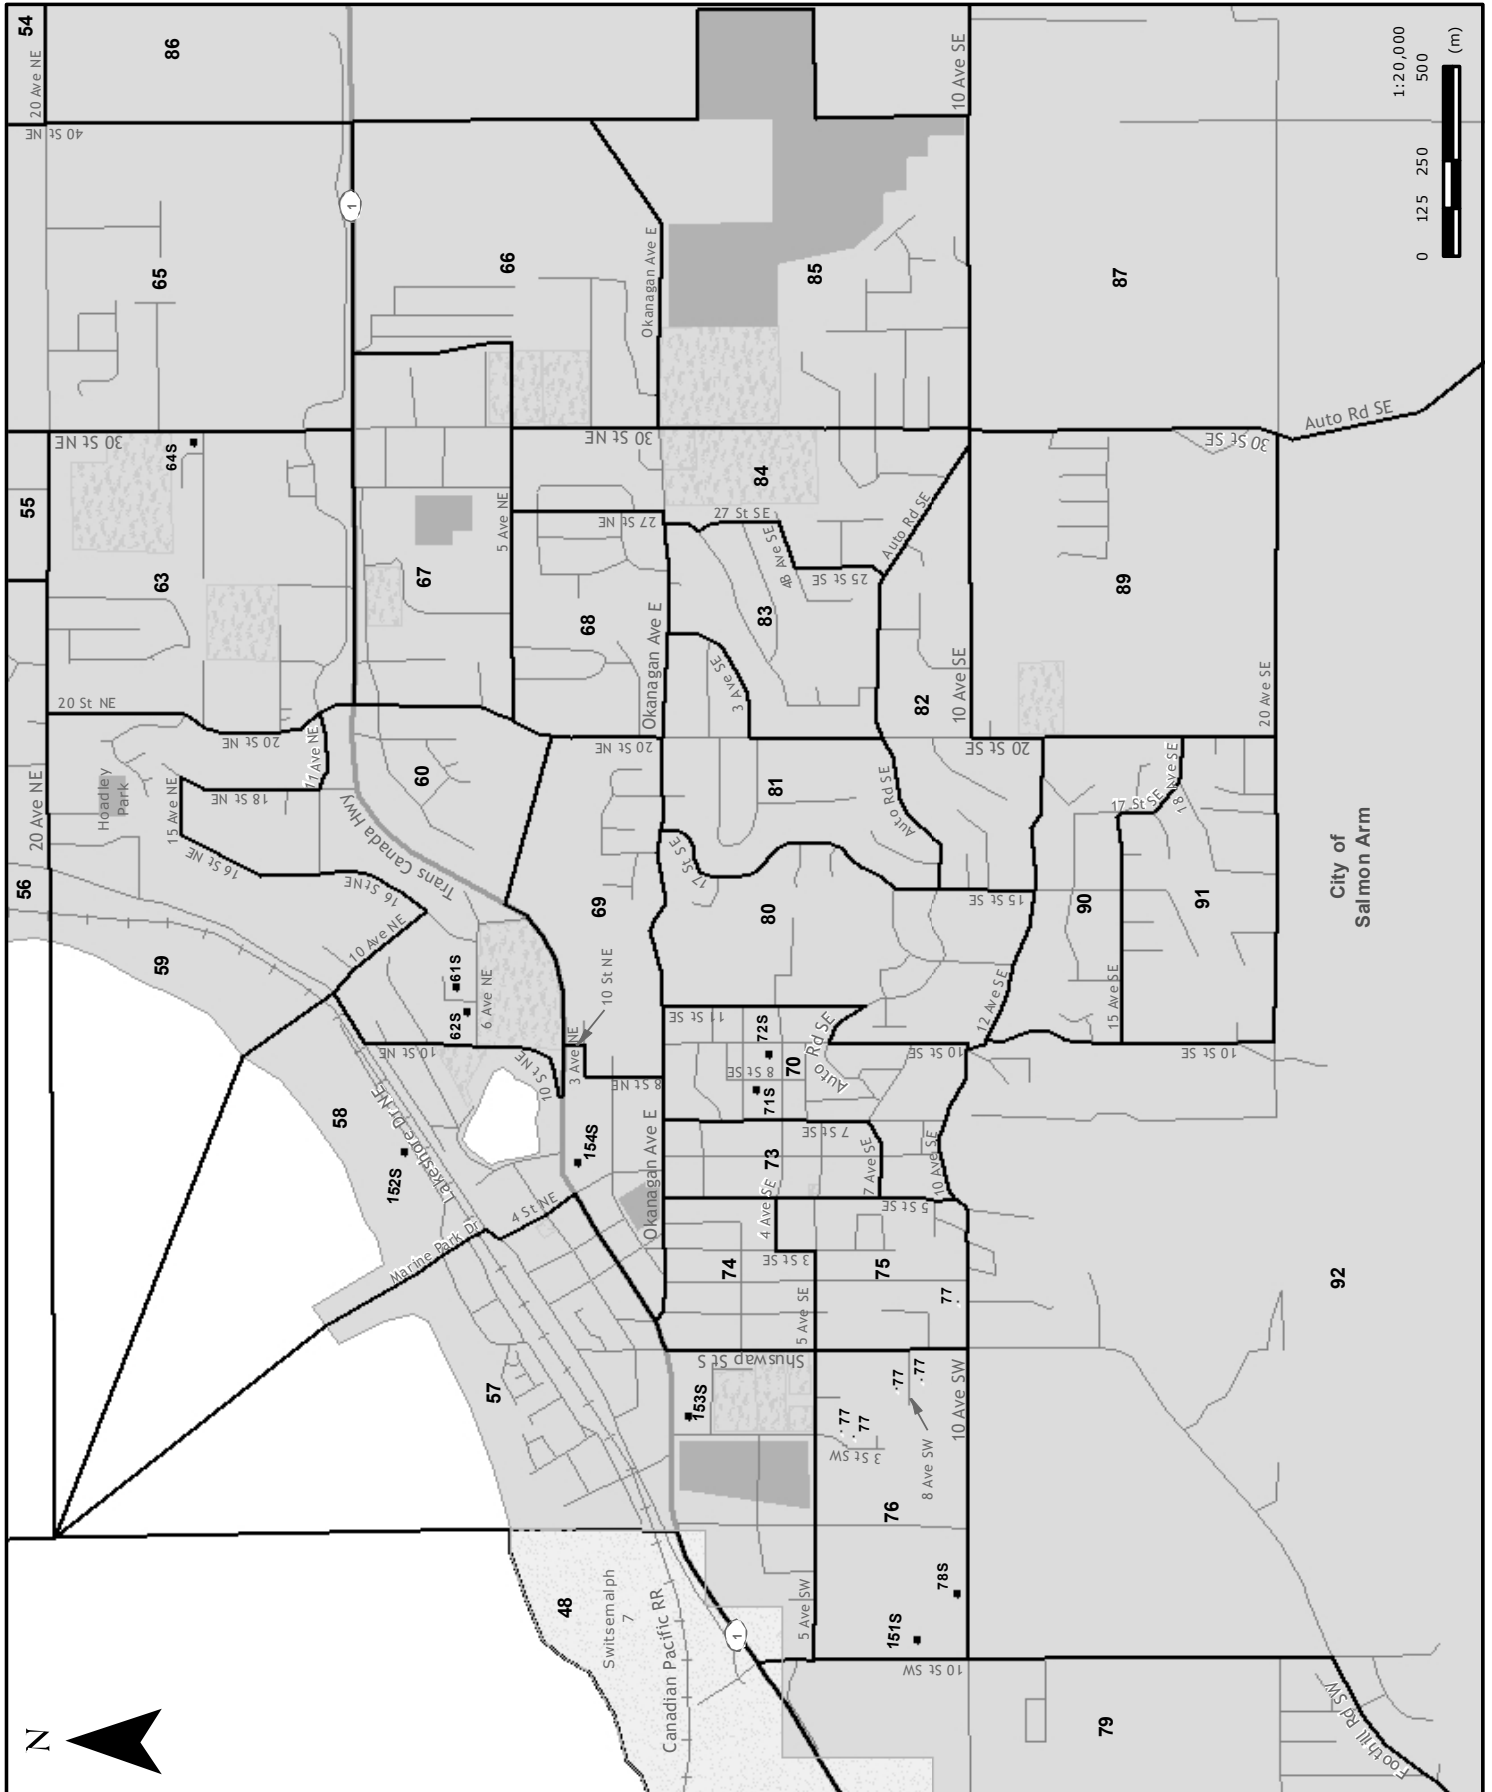 N
56
55
54
20 Ave NE
20 Ave NE
59
Hoadley
Park
20 St NE
63
65
86
40 St NE
30 St NE
64S
15 Ave NE
16 St NE
18 St NE
20 St NE
11 Ave NE
58
10 Ave NE
16 St NE
Trans Canada Hwy
1
152S
Lakeshore Dr NE
10 St NE
61S
62S
6 Ave NE
60
67
5 Ave NE
66
Marine Park Dr
57
4 St NE
10 St NE
48
Switsemalph
7
154S
3 Ave NE
10 St NE
69
68
20 St NE
27 St NE
30 St NE
8 St NE
Canadian Pacific RR
Okanagan Ave E
Okanagan Ave E
Okanagan Ave E
1
153S
Shuswap St S
74
11 St SE
17 St SE
3 Ave SE
27 St SE
8 St SE
71S
72S
73
4 Ave SE
3 St SE
70
80
81
83
84
4B Ave SE
25 St SE
5 Ave SW
5 Ave SE
7 St SE
Auto Rd SE
85
77
77
3 St SW
7 Ave SE
75
5 St SE
Auto Rd SE
Auto Rd SE
151S
76
77
77
8 Ave SW
82
78S
77
10 Ave SW
10 Ave SE
10 Ave SE
10 Ave SE
10 St SW
10 St SE
15 St SE
20 St SE
12 Ave SE
79
90
89
87
15 Ave SE
17 St SE
18 Ave SE
91
10 St SE
30 St SE
20 Ave SE
Auto Rd SE
92
City of
Salmon Arm
Foothill Rd SW
1:20,000
0 125 250 500
(m)